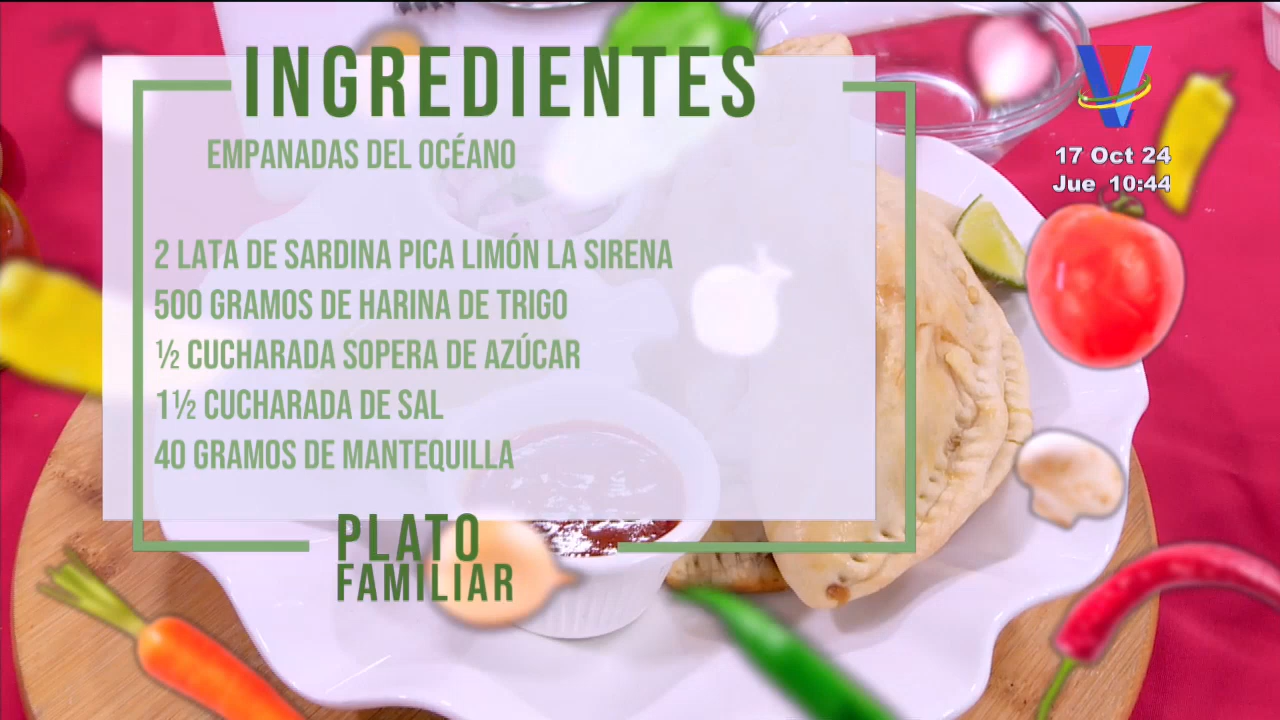 INGREDIENTES
EMPANADAS DEL OCÉANO
2 LATA DE SARDINA PICA LIMÓN LA SIRENA
500 GRAMOS DE HARINA DE TRIGO
½ CUCHARADA SOPERA DE AZÚCAR
1½ CUCHARADA DE SAL
40 GRAMOS DE MANTEQUILLA
PLATO
FAMILIAR
V
17 Oct 24
Jue 10:44